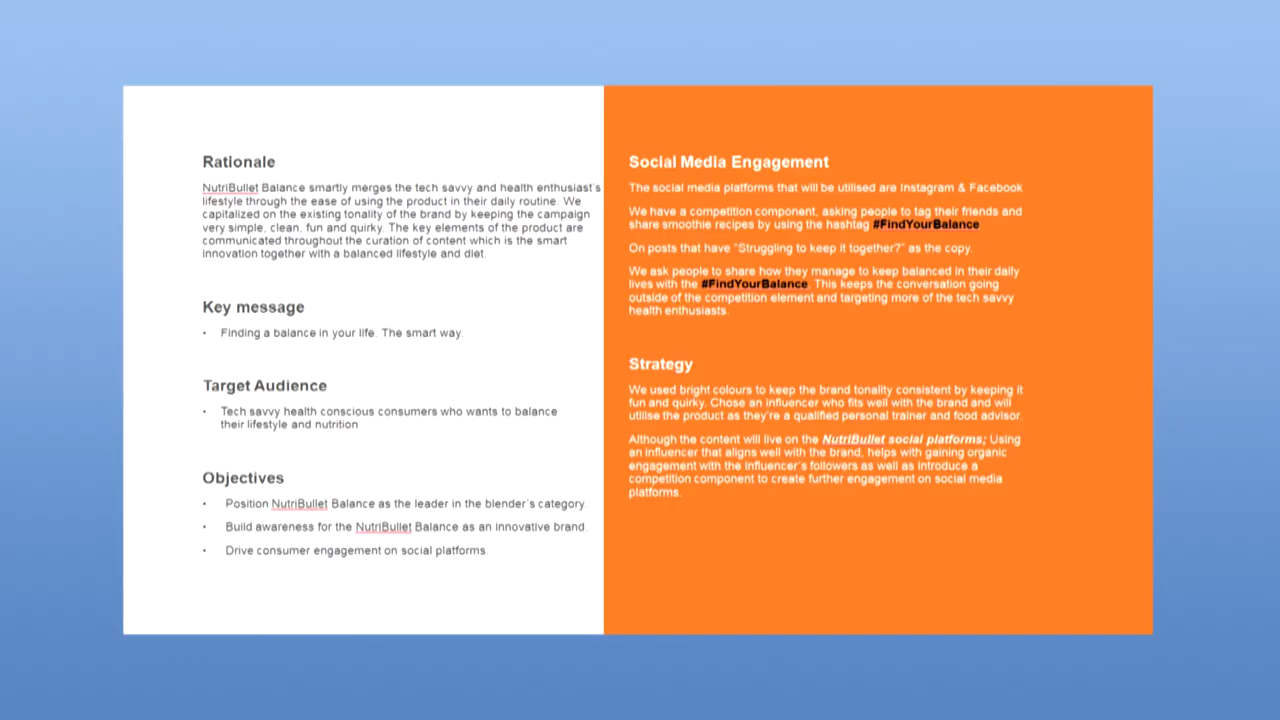 Rationale
NutriBullet Balance smartly merges the tech savvy and health enthusiast's
lifestyle through the ease of using the product in their daily routine. We
capitalized on the existing tonality of the brand by keeping the campaign
very simple, clean, fun and quirky. The key elements of the product are
communicated throughout the curation of content which is the smart
innovation together with a balanced lifestyle and diet.
Key message
• Finding a balance in your life. The smart way.
Target Audience
• Tech savvy health conscious consumers who wants to balance
their lifestyle and nutrition
Objectives
• Position NutriBullet Balance as the leader in the blender's category.
• Build awareness for the NutriBullet Balance as an innovative brand.
• Drive consumer engagement on social platforms.
Social Media Engagement
The social media platforms that will be utilised are Instagram & Facebook
We have a competition component, asking people to tag their friends and
share smoothie recipes by using the hashtag #FindYourBalance
On posts that have "Struggling to keep it together?" as the copy.
We ask people to share how they manage to keep balanced in their daily
lives with the #FindYourBalance. This keeps the conversation going
outside of the competition element and targeting more of the tech savvy
health enthusiasts.
Strategy
We used bright colours to keep the brand tonality consistent by keeping it
fun and quirky. Chose an influencer who fits well with the brand and will
utilise the product as they're a qualified personal trainer and food advisor.
Although the content will live on the NutriBullet social platforms; Using
an influencer that aligns well with the brand, helps with gaining organic
engagement with the influencer's followers as well as introduce a
competition component to create further engagement on social media
platforms.